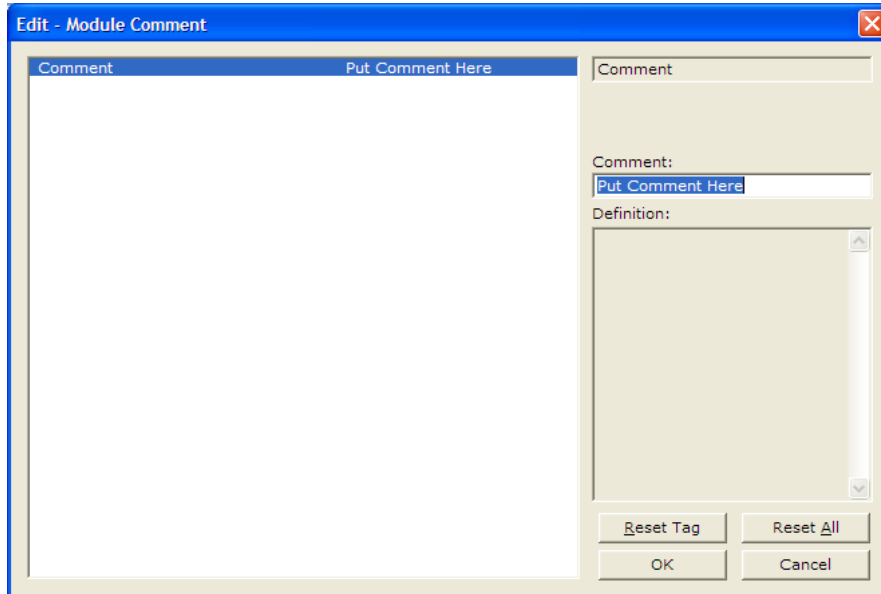 Edit - Module Comment
Comment Put Comment Here
Comment
Comment:
Put Comment Here
Definition:
Reset Tag Reset All
OK Cancel